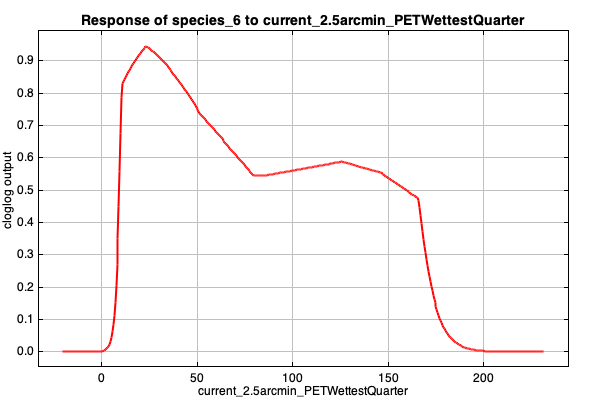 Response of species_6 to current_2.5arcmin_PETWettestQuarter
cloglog output
0.9
0.8
0.7
0.6
0.5
0.4
0.3
0.2
0.1
0.0
0 50 100 150 200
current_2.5arcmin_PETWettestQuarter